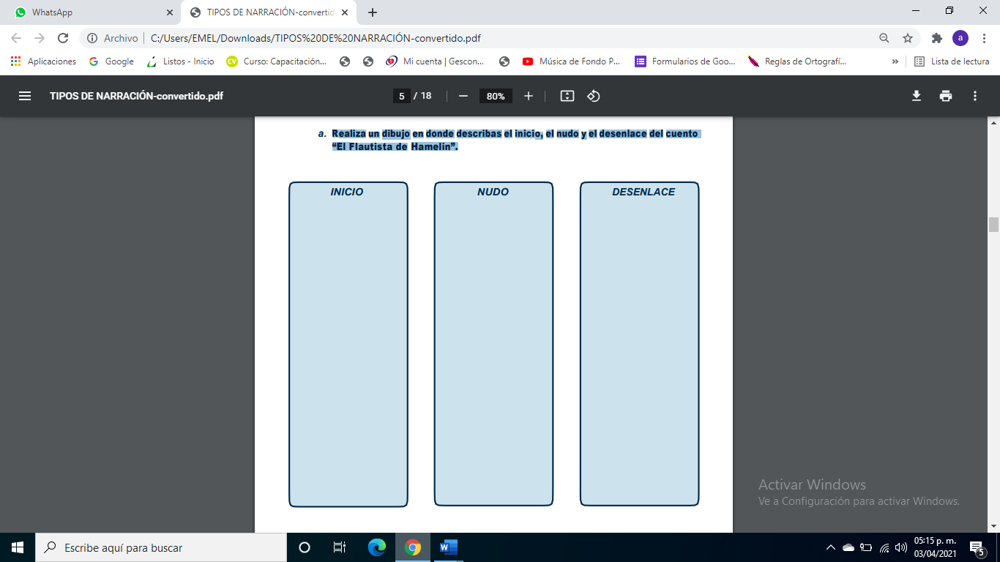 WhatsApp
TIPOS DE NARRACIÓN-convertid
Archivo
C:/Users/EMEL/Downloads/TIPOS%20DE%20NARRACIÓN-convertido.pdf
a
Aplicaciones
Google
Listos - Inicio
CV
Curso: Capacitación...
Mi cuenta | Gescon...
Música de Fondo P...
Formularios de Goo...
Reglas de Ortografí...
»
Lista de lectura
TIPOS DE NARRACIÓN-convertido.pdf
5 / 18
80%
a. Realiza un dibujo en donde describas el inicio, el nudo y el desenlace del cuento
“El Flautista de Hamelin”.
INICIO
NUDO
DESENLACE
Activar Windows
Ve a Configuración para activar Windows.
Escribe aquí para buscar
W
05:15 p. m.
03/04/2021
5